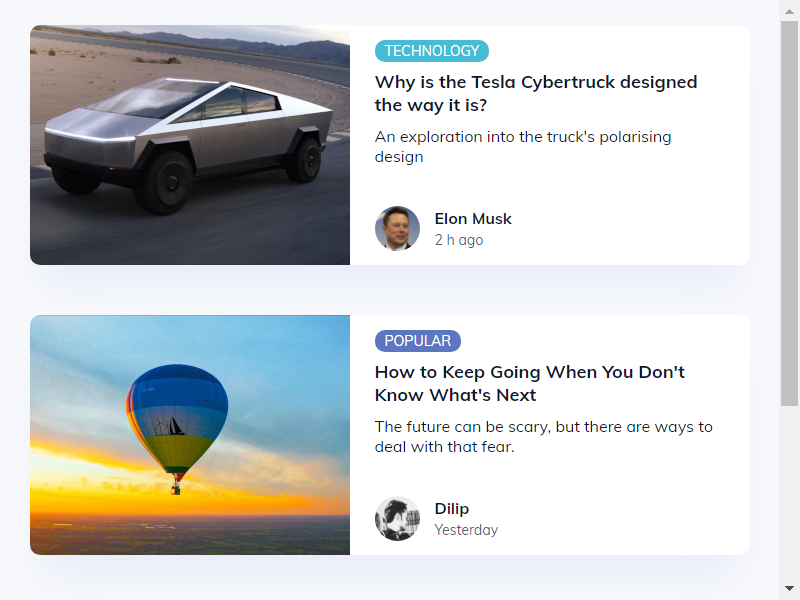 TECHNOLOGY
Why is the Tesla Cybertruck designed
the way it is?
An exploration into the truck's polarising
design
Elon Musk
2 h ago
POPULAR
How to Keep Going When You Don't
Know What's Next
The future can be scary, but there are ways to
deal with that fear.
Dilip
Yesterday